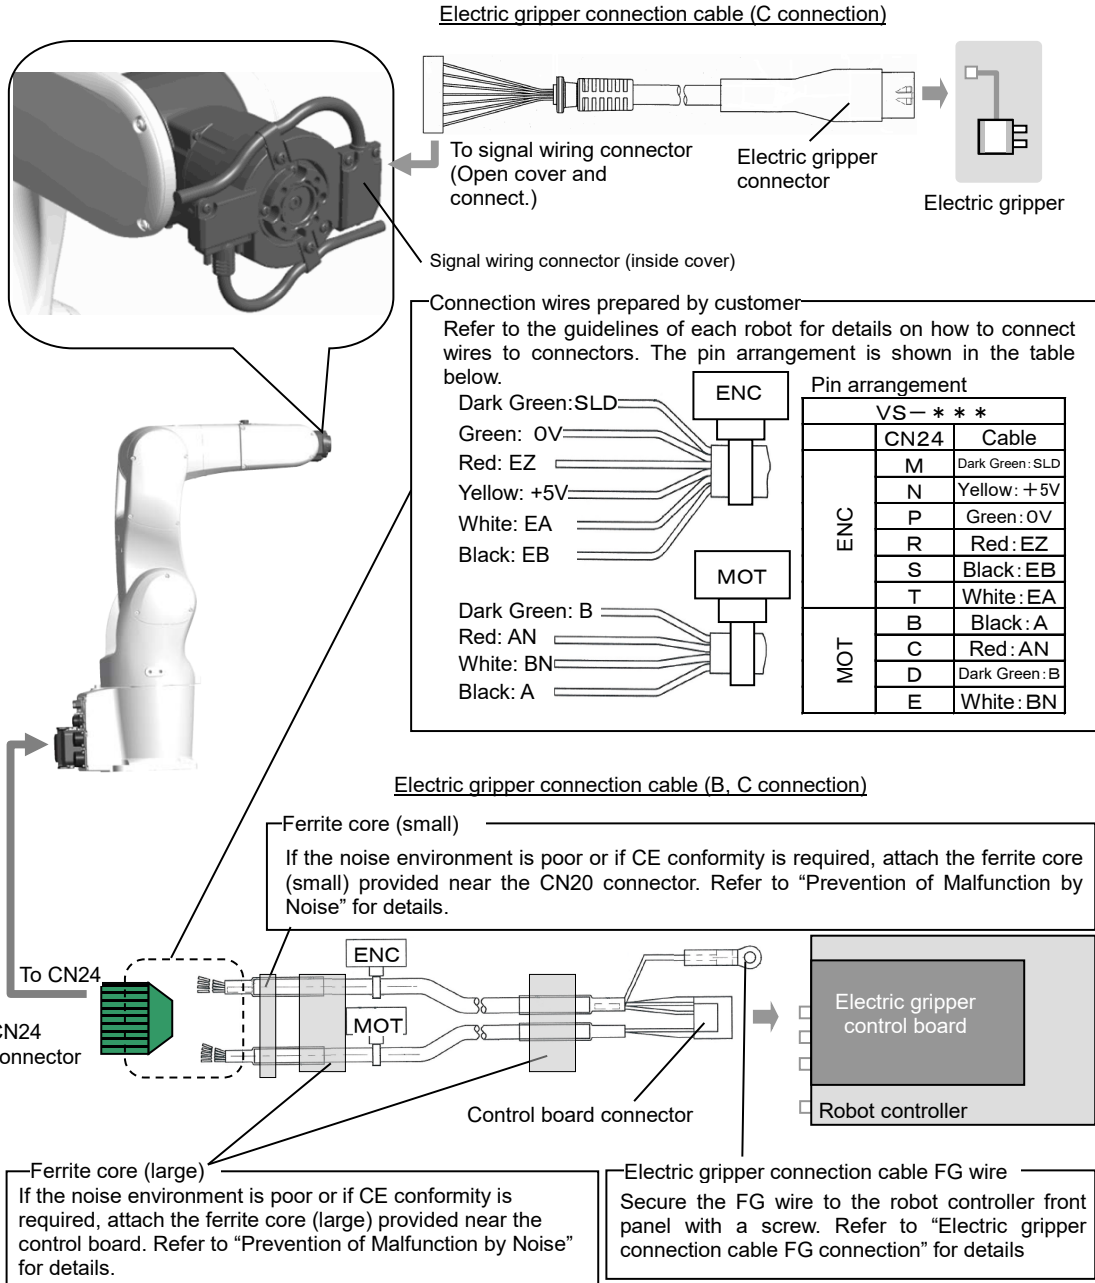 Electric gripper connection cable (C connection)
To signal wiring connector
(Open cover and
connect.)
Electric gripper
connector
Electric gripper
Signal wiring connector (inside cover)
Connection wires prepared by customer
Refer to the guidelines of each robot for details on how to connect
wires to connectors. The pin arrangement is shown in the table
below.
Dark Green:SLD
Green: 0V
Red: EZ
Yellow: +5V
White: EA
Black: EB
ENC
Dark Green: B
Red: AN
White: BN
Black: A
MOT
Pin arrangement
VS-***
CN24 Cable
ENC
M Dark Green:SLD
N Yellow:+5V
P Green:0V
R Red:EZ
S Black:EB
T White:EA
MOT
B Black:A
C Red:AN
D Dark Green:B
E White:BN
Electric gripper connection cable (B, C connection)
Ferrite core (small)
If the noise environment is poor or if CE conformity is required, attach the ferrite core
(small) provided near the CN20 connector. Refer to “Prevention of Malfunction by
Noise” for details.
To CN24
CN24
onnector
ENC
MOT
Control board connector
Electric gripper
control board
Robot controller
Ferrite core (large)
If the noise environment is poor or if CE conformity is
required, attach the ferrite core (large) provided near the
control board. Refer to “Prevention of Malfunction by Noise”
for details.
Electric gripper connection cable FG wire
Secure the FG wire to the robot controller front
panel with a screw. Refer to “Electric gripper
connection cable FG connection” for details